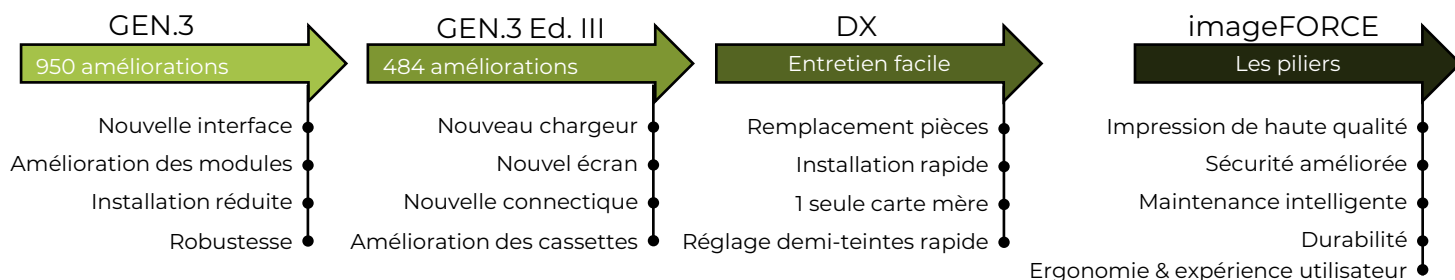 GEN.3
950 améliorations
Nouvelle interface
Amélioration des modules
Installation réduite
Robustesse
GEN.3 Ed. III
484 améliorations
Nouveau chargeur
Nouvel écran
Nouvelle connectique
Amélioration des cassettes
DX
Entretien facile
Remplacement pièces
Installation rapide
1 seule carte mère
Réglage demi-teintes rapide
imageFORCE
Les piliers
Impression de haute qualité
Sécurité améliorée
Maintenance intelligente
Durabilité
Ergonomie & expérience utilisateur